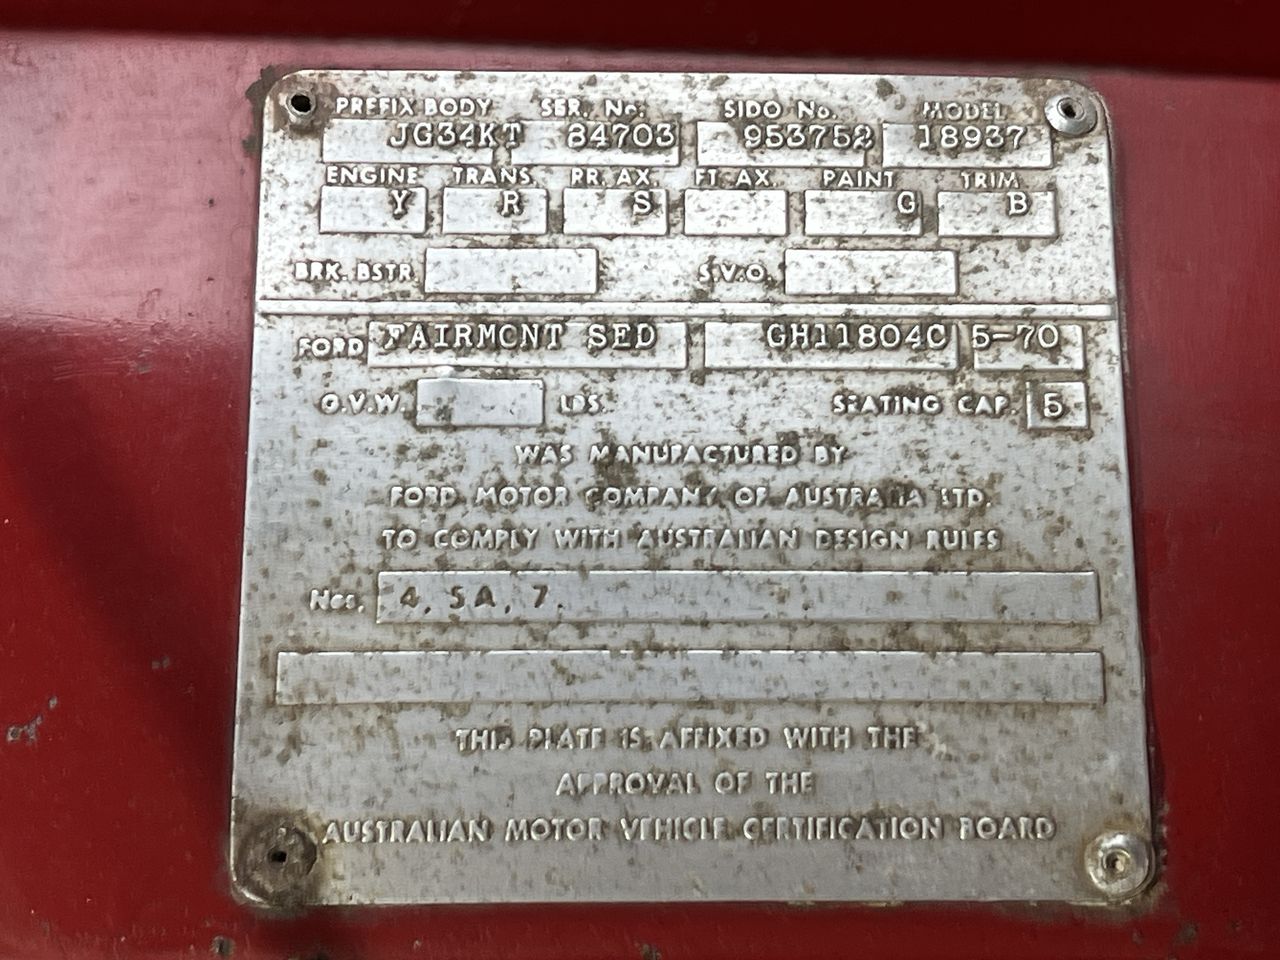 PREFIX BODY SER. No. SIDO No. MODEL
JG34KT 84703 953752 18937
ENGINE TRANS. RR. AX. FT AX. PAINT TRIM
Y R S G B
BRK. BSTR. S.V.O.
FORD FAIRMONT SED GH11804C 5-70
G.V.W. LBS. SEATING CAP. 5
WAS MANUFACTURED BY
FORD MOTOR COMPANY OF AUSTRALIA LTD.
TO COMPLY WITH AUSTRALIAN DESIGN RULES
Nos. 4, 5A, 7.
THIS PLATE IS AFFIXED WITH THE
APPROVAL OF THE
AUSTRALIAN MOTOR VEHICLE CERTIFICATION BOARD